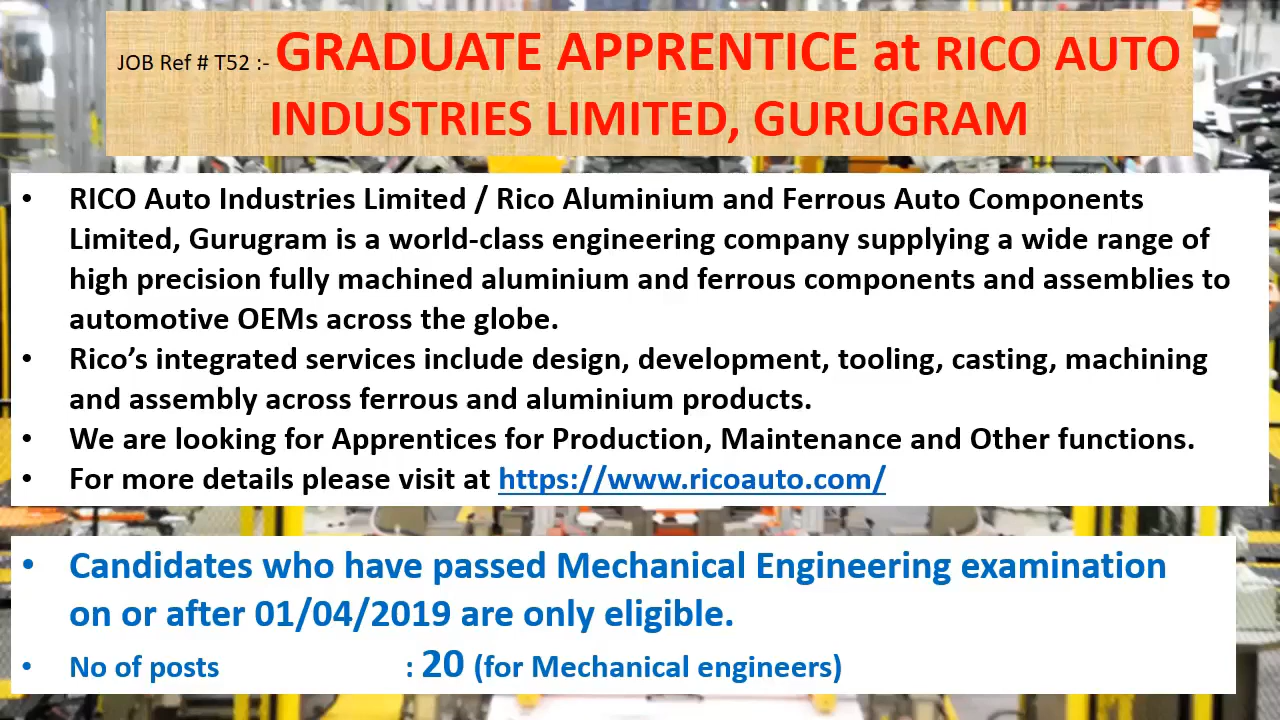 JOB Ref # T52 :- GRADUATE APPRENTICE at RICO AUTO
INDUSTRIES LIMITED, GURUGRAM
• RICO Auto Industries Limited / Rico Aluminium and Ferrous Auto Components
Limited, Gurugram is a world-class engineering company supplying a wide range of
high precision fully machined aluminium and ferrous components and assemblies to
automotive OEMs across the globe.
• Rico’s integrated services include design, development, tooling, casting, machining
and assembly across ferrous and aluminium products.
• We are looking for Apprentices for Production, Maintenance and Other functions.
• For more details please visit at https://www.ricoauto.com/
• Candidates who have passed Mechanical Engineering examination
on or after 01/04/2019 are only eligible.
• No of posts : 20 (for Mechanical engineers)